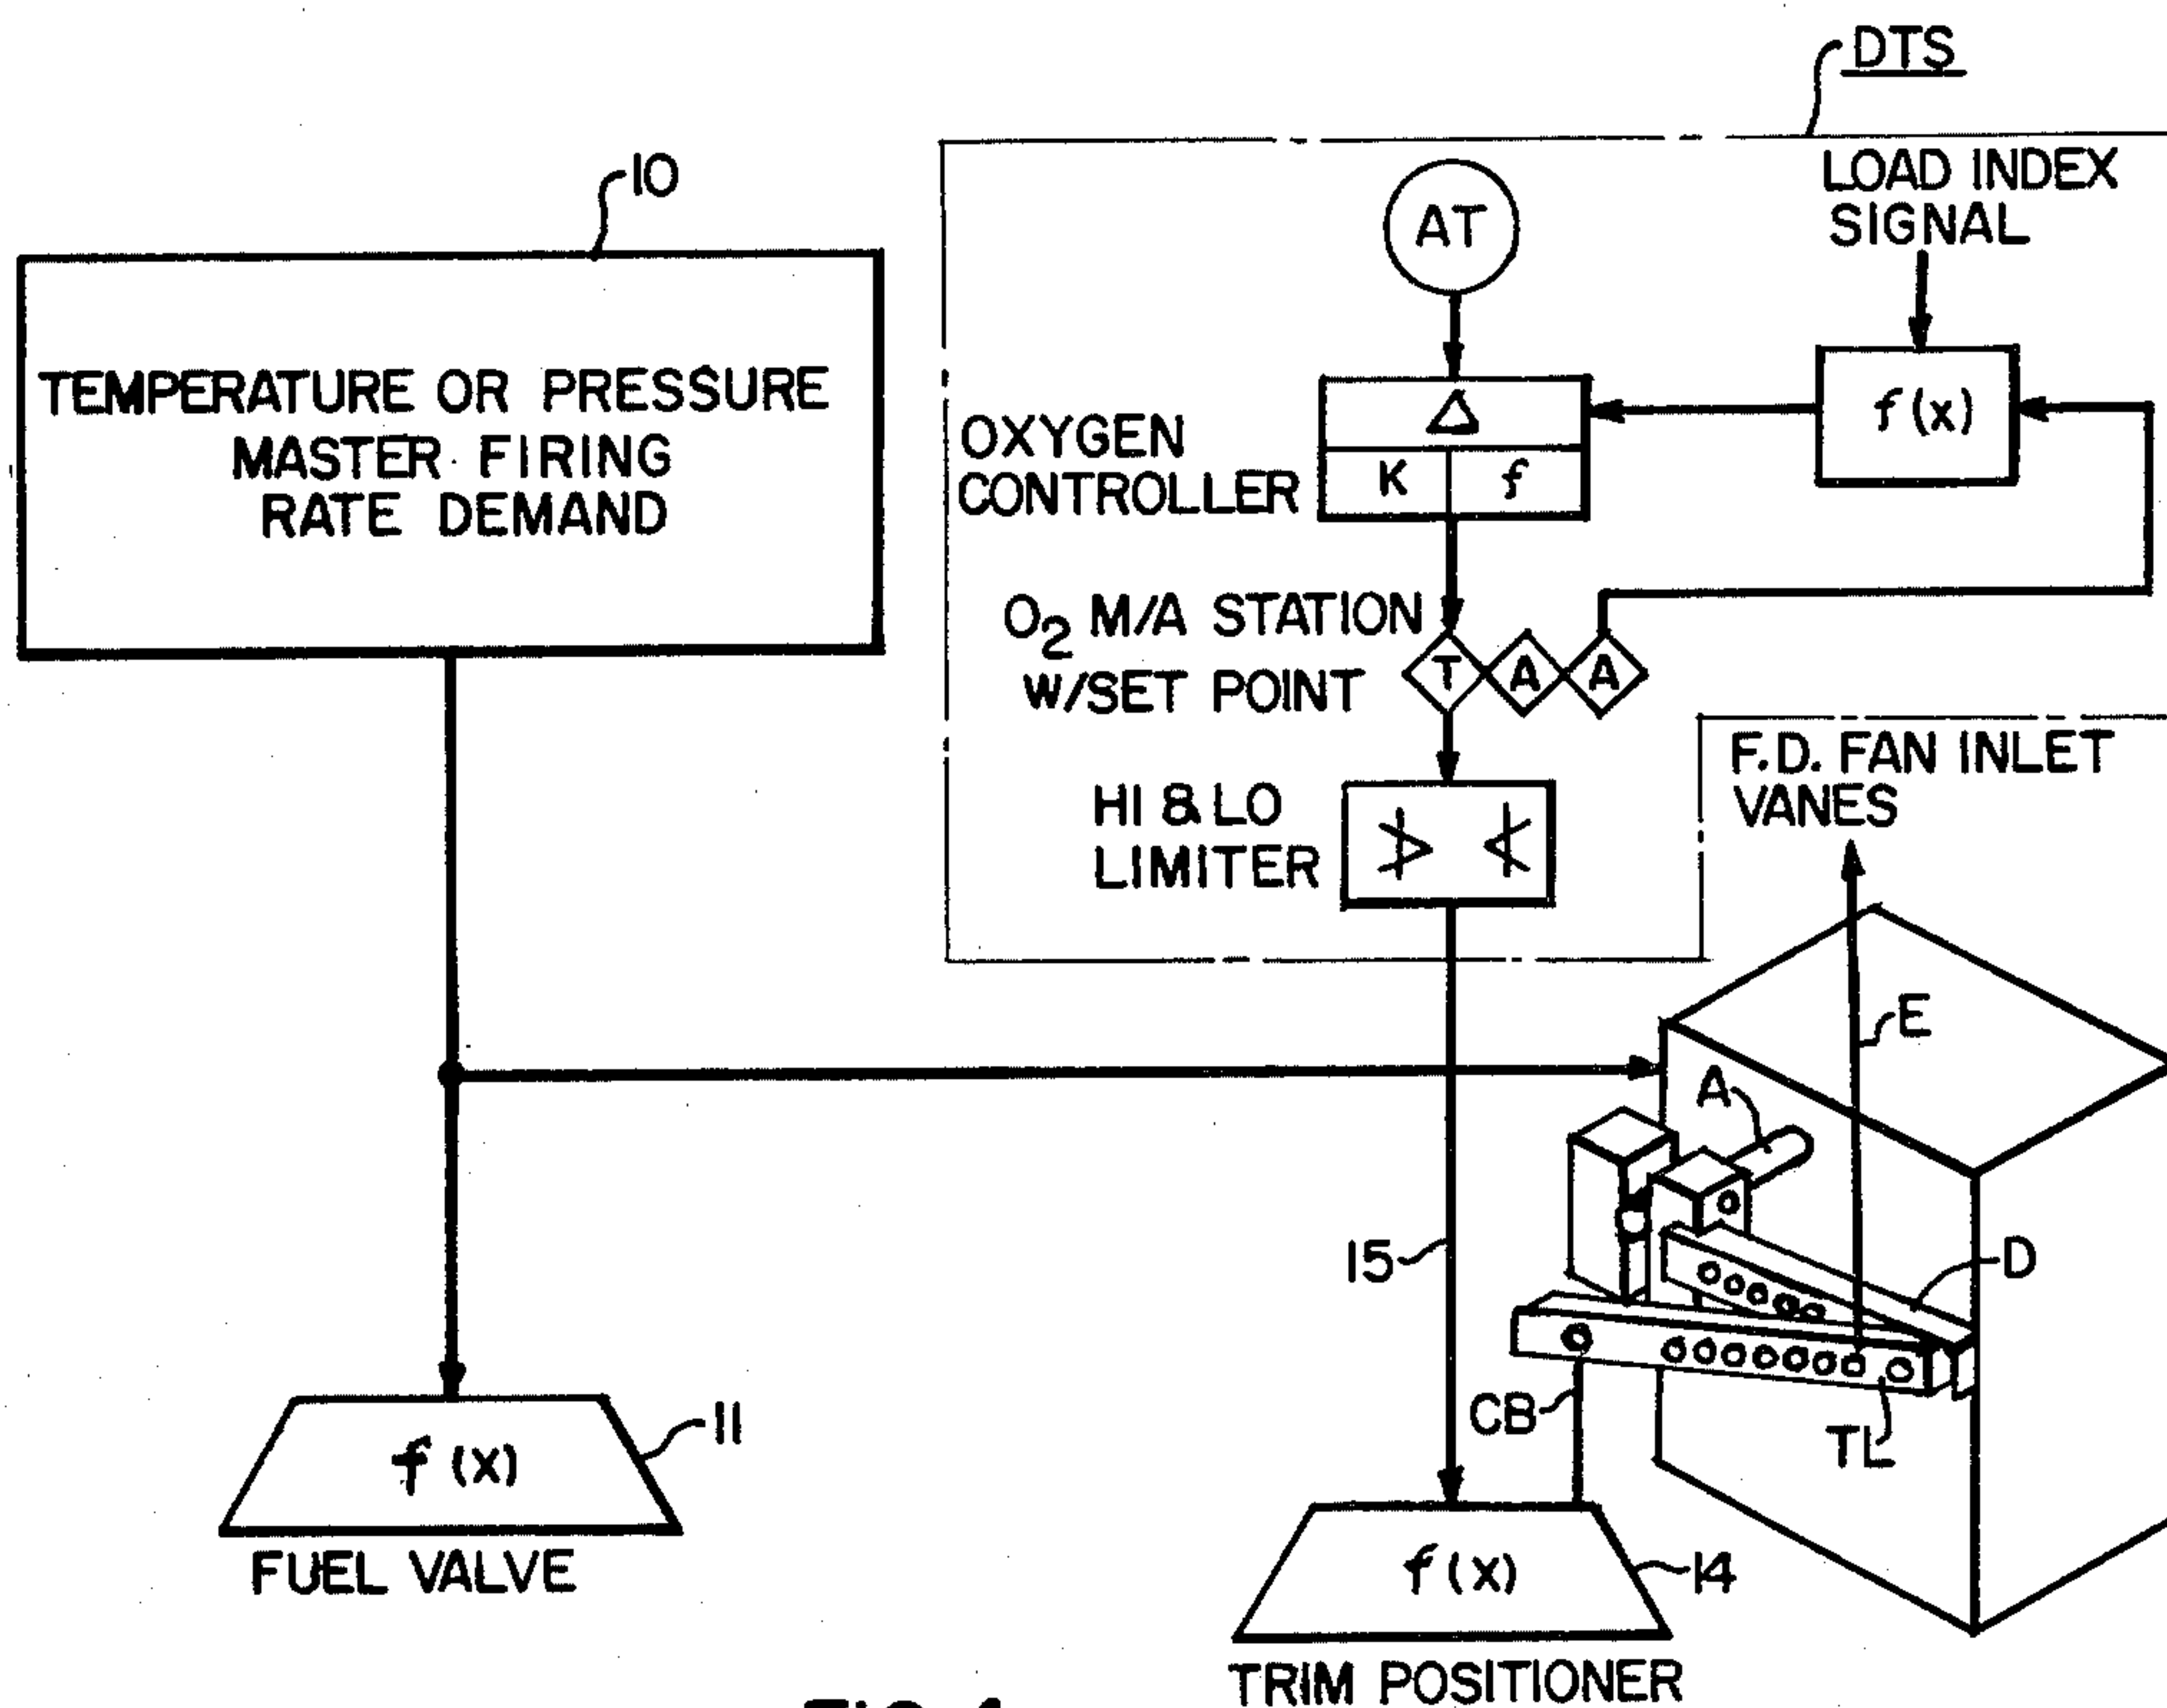 DTS
10
LOAD INDEX
SIGNAL
AT
TEMPERATURE OR PRESSURE
MASTER FIRING
RATE DEMAND
OXYGEN
CONTROLLER
Δ
K
f
f(x)
O2 M/A STATION
W/SET POINT
T
A
A
HI & LO
LIMITER
F.D. FAN INLET
VANES
E
A
15
D
CB
TL
f(x)
11
FUEL VALVE
f(x)
14
TRIM POSITIONER